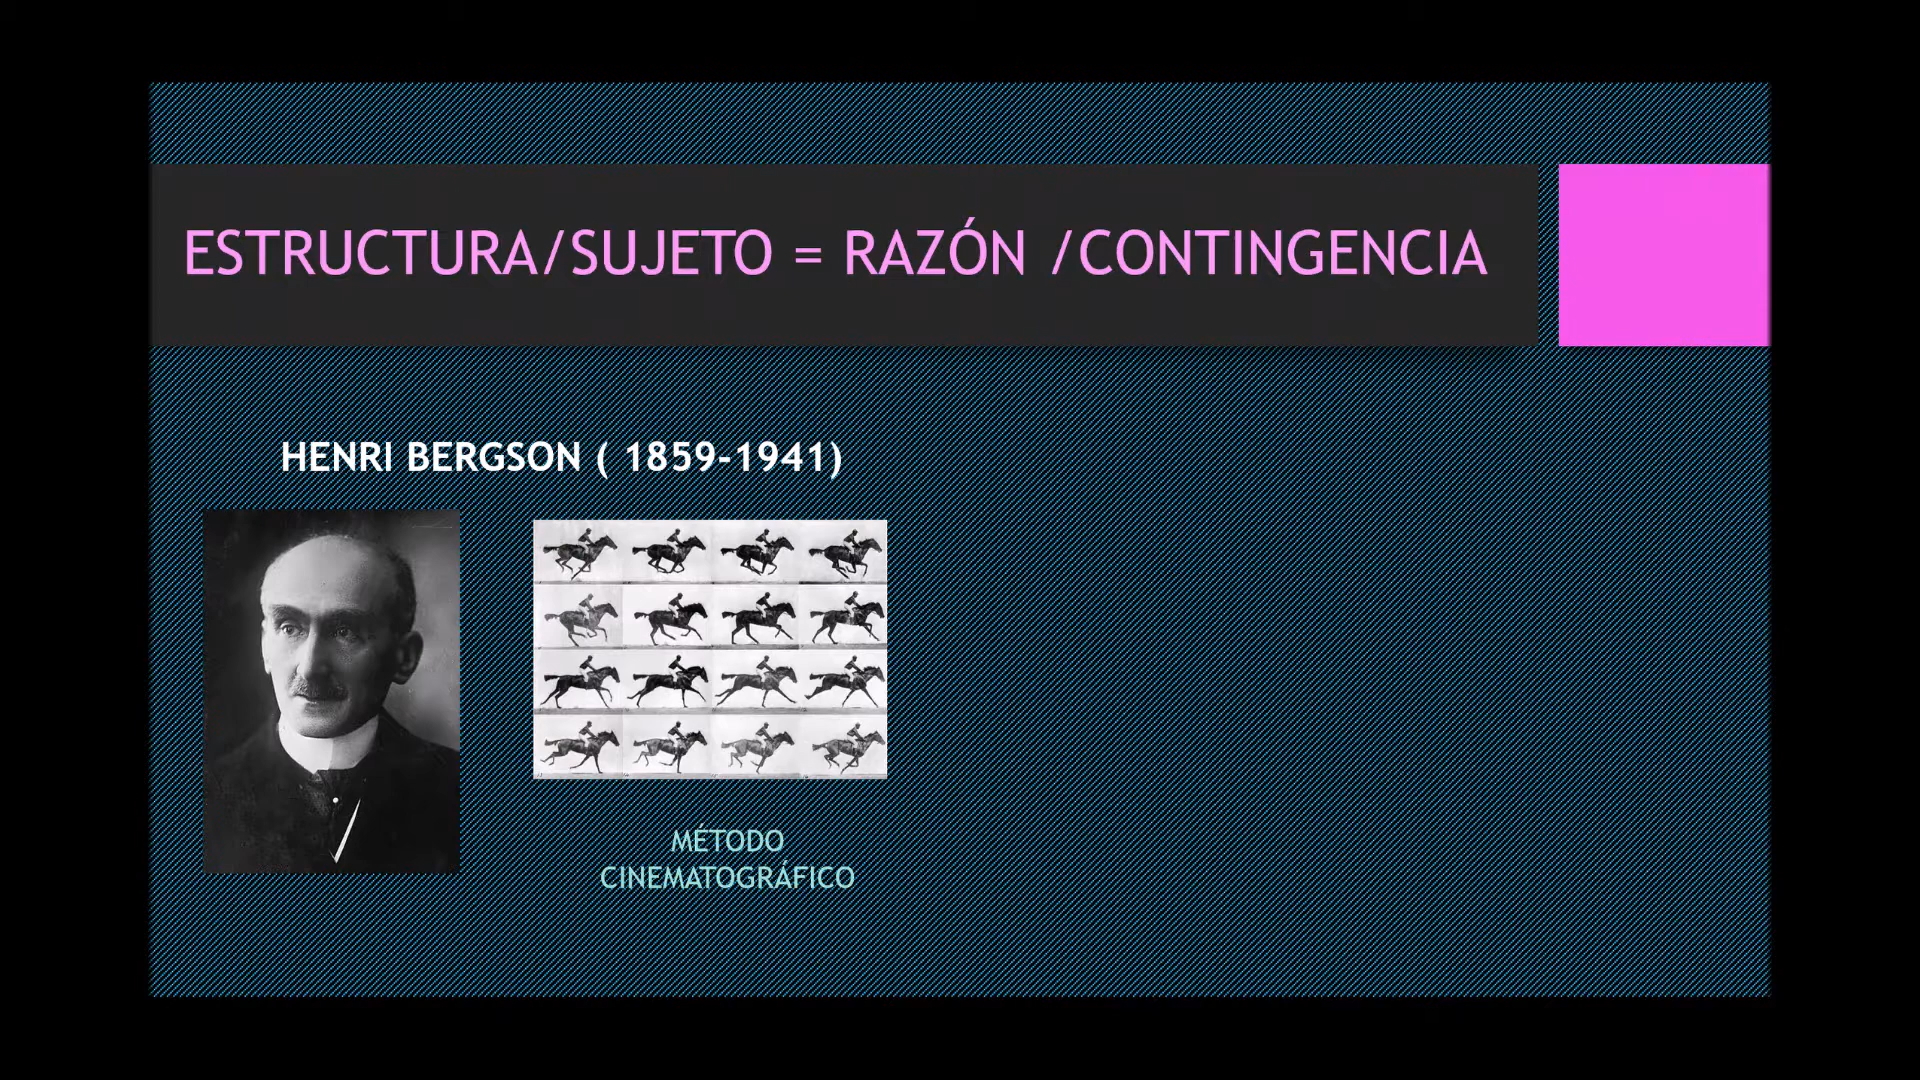 ESTRUCTURA/SUJETO = RAZÓN /CONTINGENCIA
HENRI BERGSON ( 1859-1941)
MÉTODO
CINEMATOGRÁFICO